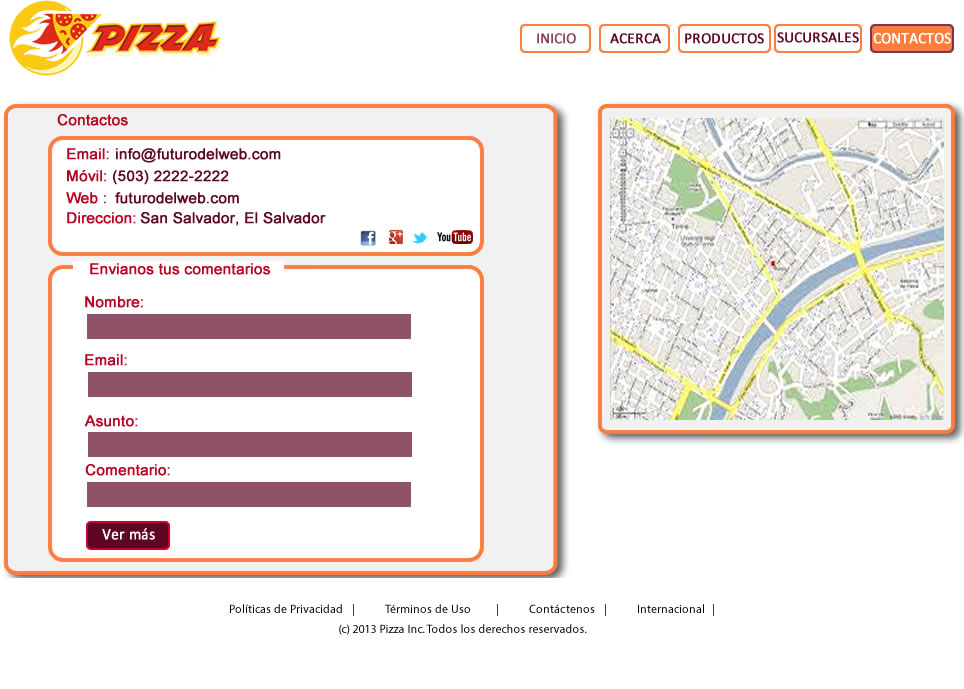 PIZZA
INICIO ACERCA PRODUCTOS SUCURSALES CONTACTOS
Contactos
Email: info@futurodelweb.com
Móvil: (503) 2222-2222
Web : futurodelweb.com
Direccion: San Salvador, El Salvador
f g+ YouTube
Envianos tus comentarios
Nombre:
Email:
Asunto:
Comentario:
Ver más
Políticas de Privacidad | Términos de Uso | Contáctenos | Internacional |
(c) 2013 Pizza Inc. Todos los derechos reservados.